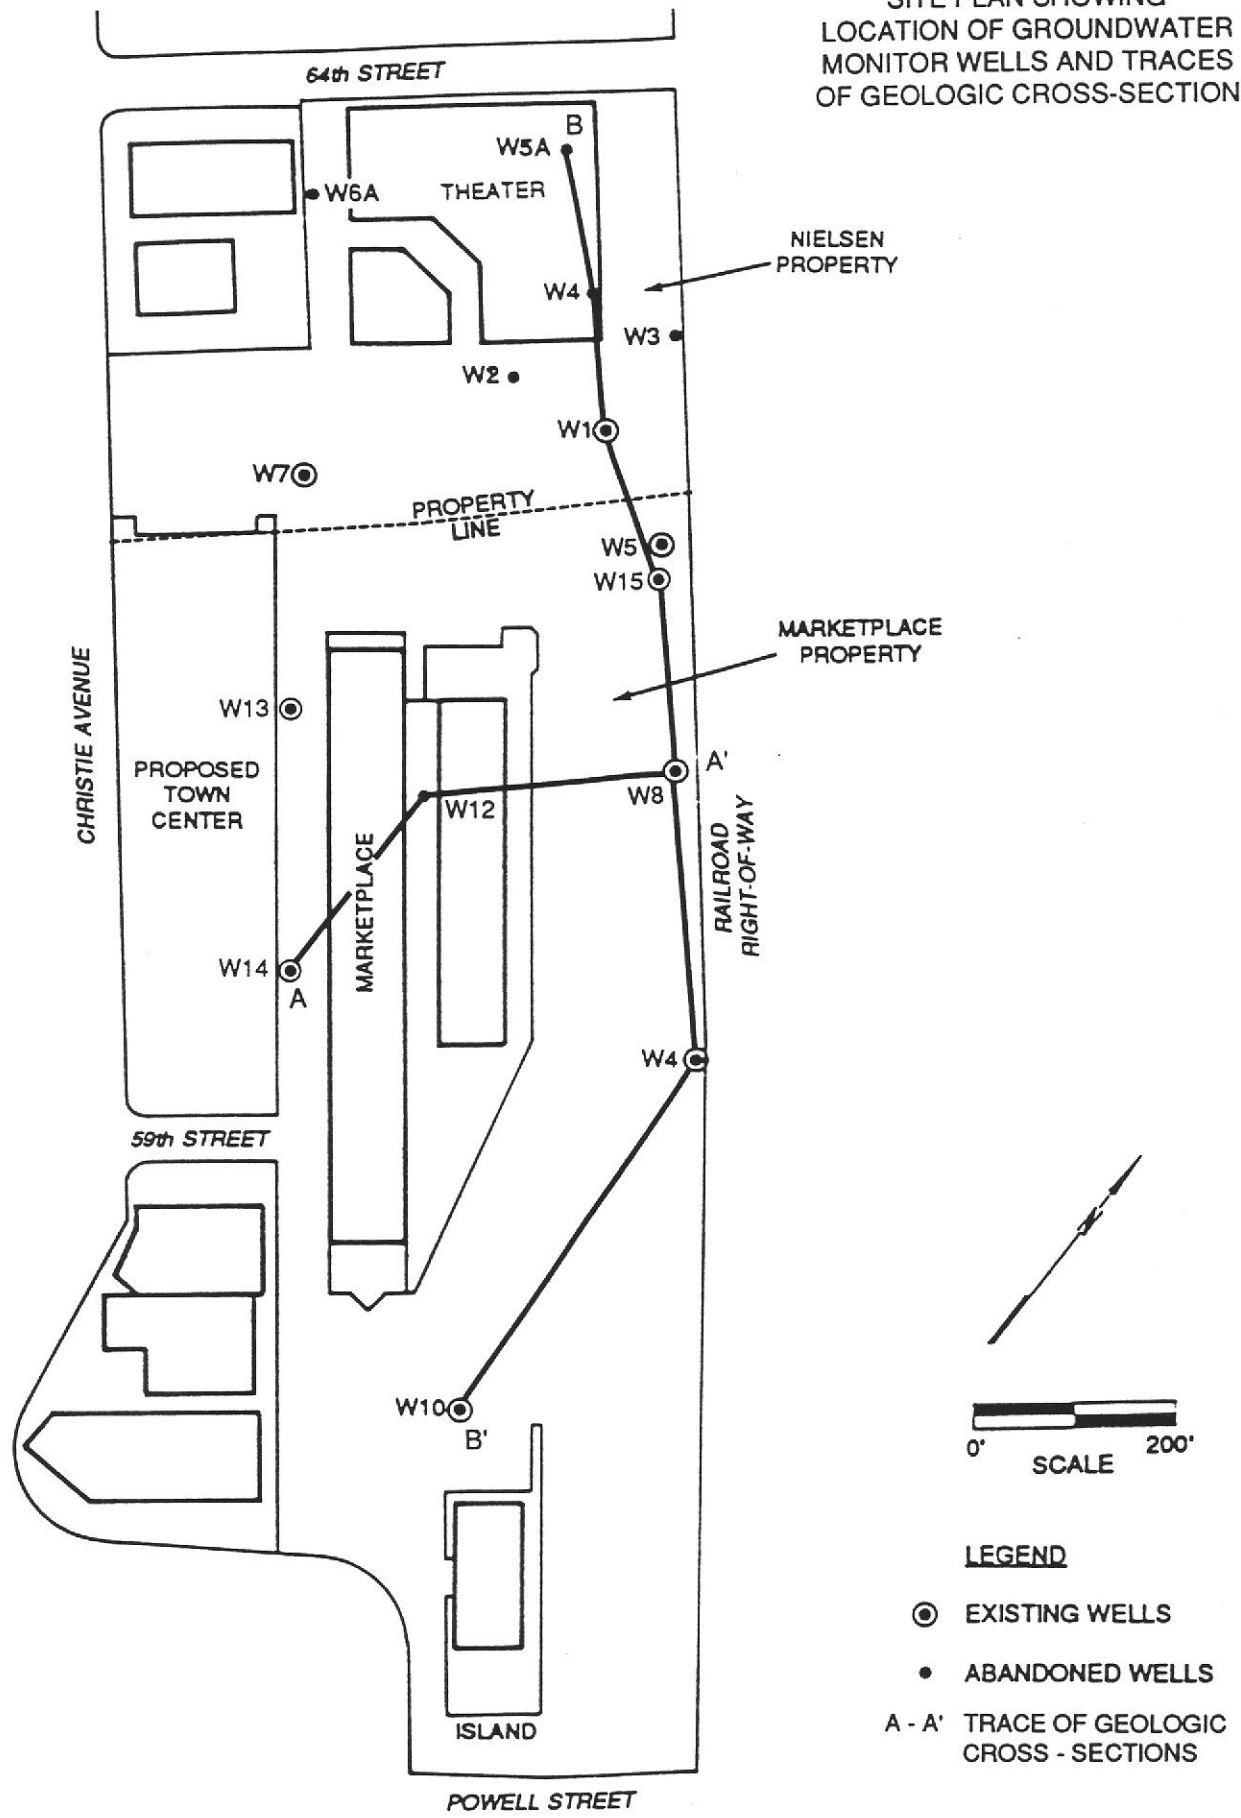 SITE PLAN SHOWING
LOCATION OF GROUNDWATER
MONITOR WELLS AND TRACES
OF GEOLOGIC CROSS-SECTION
64th STREET
B
W5A
W6A
THEATER
NIELSEN
PROPERTY
W4
W3
W2
W1
W7
PROPERTY
LINE
W5
W15
MARKETPLACE
PROPERTY
CHRISTIE AVENUE
W13
PROPOSED
TOWN
CENTER
A'
W8
W12
MARKETPLACE
RAILROAD
RIGHT-OF-WAY
W14
A
W4
59th STREET
N
W10
B'
0' 200'
SCALE
LEGEND
EXISTING WELLS
ABANDONED WELLS
A - A' TRACE OF GEOLOGIC
CROSS - SECTIONS
ISLAND
POWELL STREET